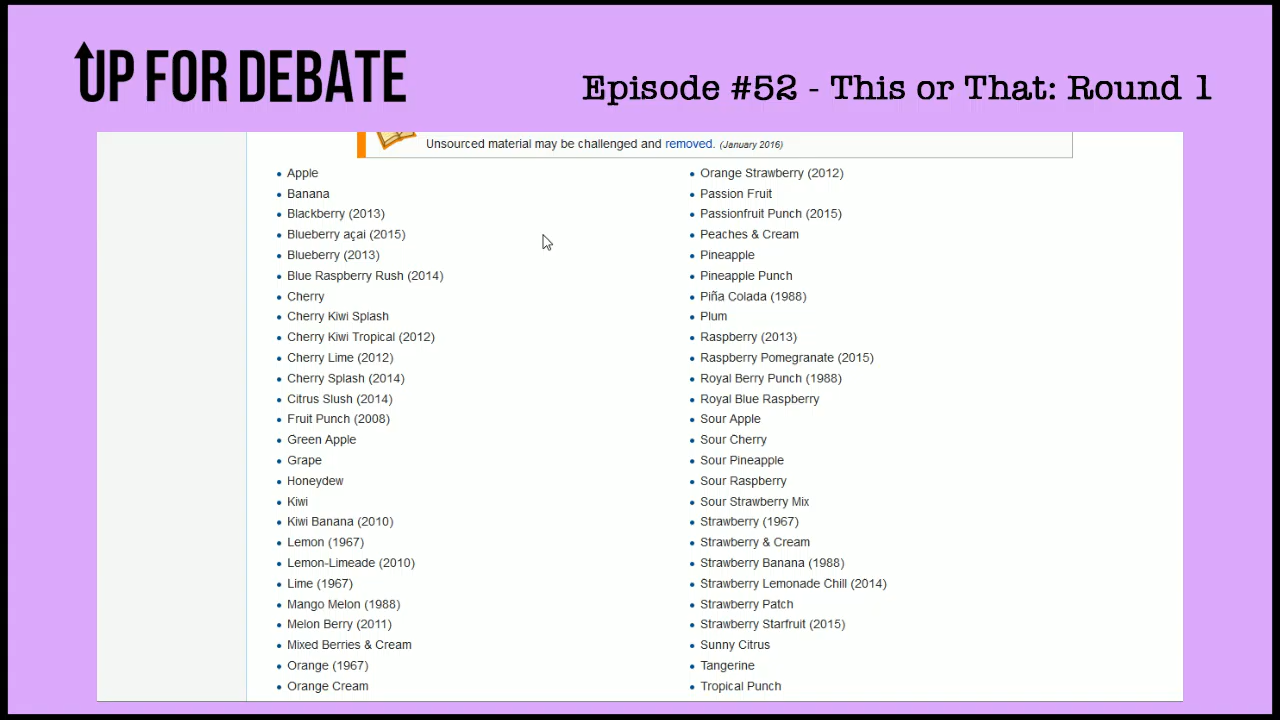 UP FOR DEBATE
Episode #52 - This or That: Round 1
Unsourced material may be challenged and removed. (January 2016)
Apple
Banana
Blackberry (2013)
Blueberry açai (2015)
Blueberry (2013)
Blue Raspberry Rush (2014)
Cherry
Cherry Kiwi Splash
Cherry Kiwi Tropical (2012)
Cherry Lime (2012)
Cherry Splash (2014)
Citrus Slush (2014)
Fruit Punch (2008)
Green Apple
Grape
Honeydew
Kiwi
Kiwi Banana (2010)
Lemon (1967)
Lemon-Limeade (2010)
Lime (1967)
Mango Melon (1988)
Melon Berry (2011)
Mixed Berries & Cream
Orange (1967)
Orange Cream
Orange Strawberry (2012)
Passion Fruit
Passionfruit Punch (2015)
Peaches & Cream
Pineapple
Pineapple Punch
Piña Colada (1988)
Plum
Raspberry (2013)
Raspberry Pomegranate (2015)
Royal Berry Punch (1988)
Royal Blue Raspberry
Sour Apple
Sour Cherry
Sour Pineapple
Sour Raspberry
Sour Strawberry Mix
Strawberry (1967)
Strawberry & Cream
Strawberry Banana (1988)
Strawberry Lemonade Chill (2014)
Strawberry Patch
Strawberry Starfruit (2015)
Sunny Citrus
Tangerine
Tropical Punch